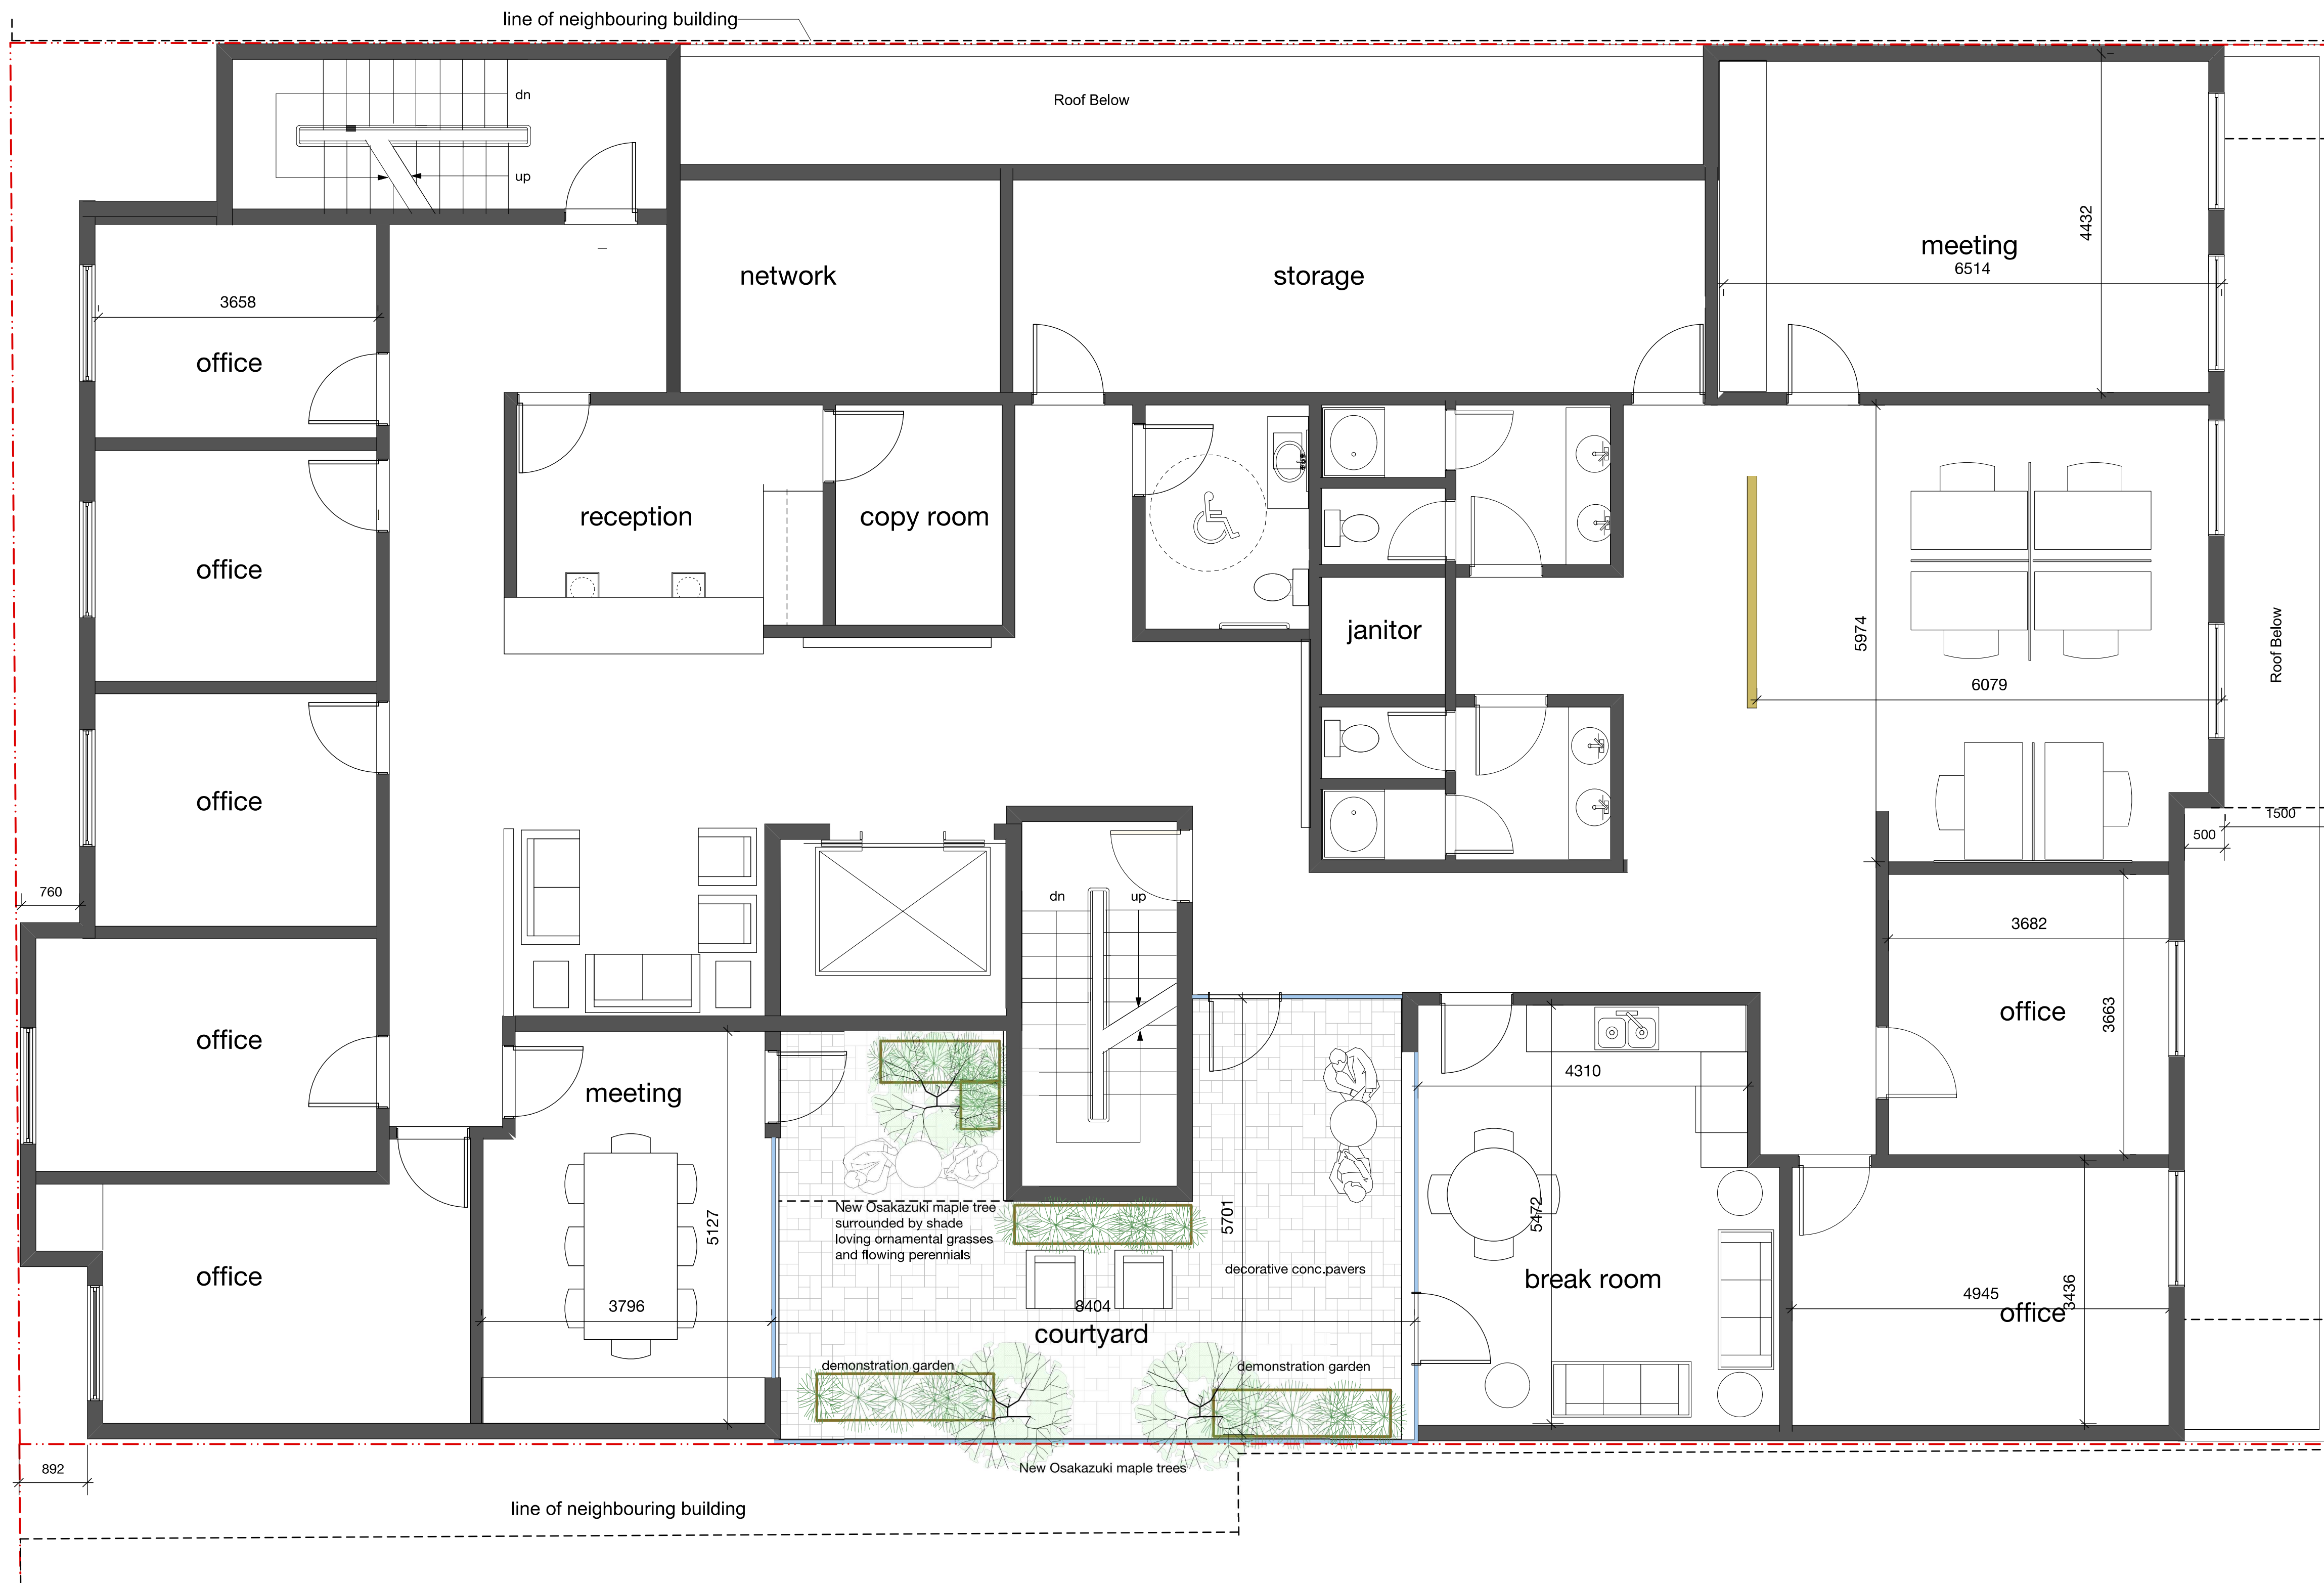 line of neighbouring building
dn
up
Roof Below
network
storage
meeting
6514
4432
3658
office
office
office
office
office
reception
copy room
janitor
5974
6079
Roof Below
1500
500
760
dn
up
3682
3663
office
meeting
5127
3796
New Osakazuki maple tree
surrounded by shade
loving ornamental grasses
and flowing perennials
5701
decorative conc.pavers
8404
courtyard
demonstration garden
demonstration garden
4310
5472
break room
4945
3436
office
892
New Osakazuki maple trees
line of neighbouring building